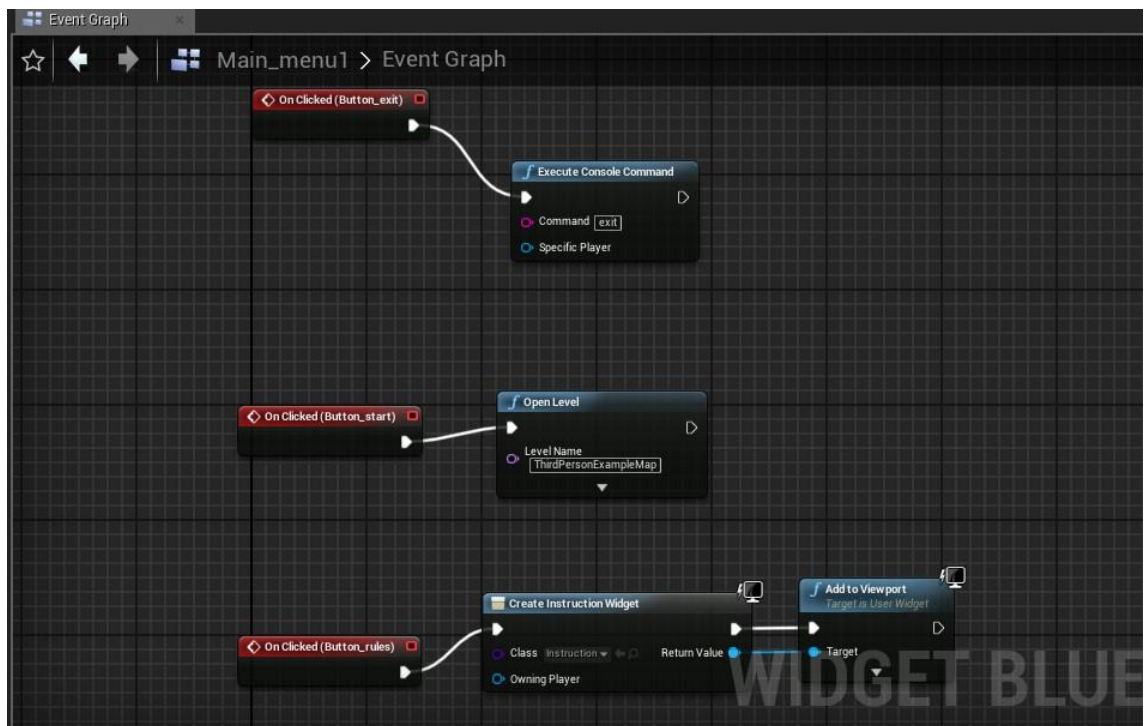 Event Graph
Main_menu1 > Event Graph
On Clicked (Button_exit)
Execute Console Command
Command exit
Specific Player
On Clicked (Button_start)
Open Level
Level Name
ThirdPersonExampleMap
On Clicked (Button_rules)
Create Instruction Widget
Class Instruction
Return Value
Owning Player
Add to Viewport
Target is User Widget
Target
WIDGET BLUE